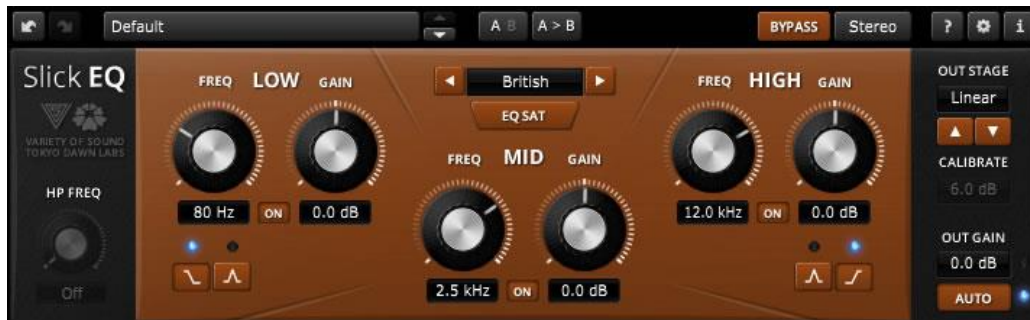 Default
A B
A > B
BYPASS
Stereo
?
i
Slick EQ
VARIETY OF SOUND
TOKYO DAWN LABS
HP FREQ
Off
FREQ LOW GAIN
80 Hz ON 0.0 dB
British
EQ SAT
FREQ MID GAIN
2.5 kHz ON 0.0 dB
FREQ HIGH GAIN
12.0 kHz ON 0.0 dB
OUT STAGE
Linear
CALIBRATE
6.0 dB
OUT GAIN
0.0 dB
AUTO